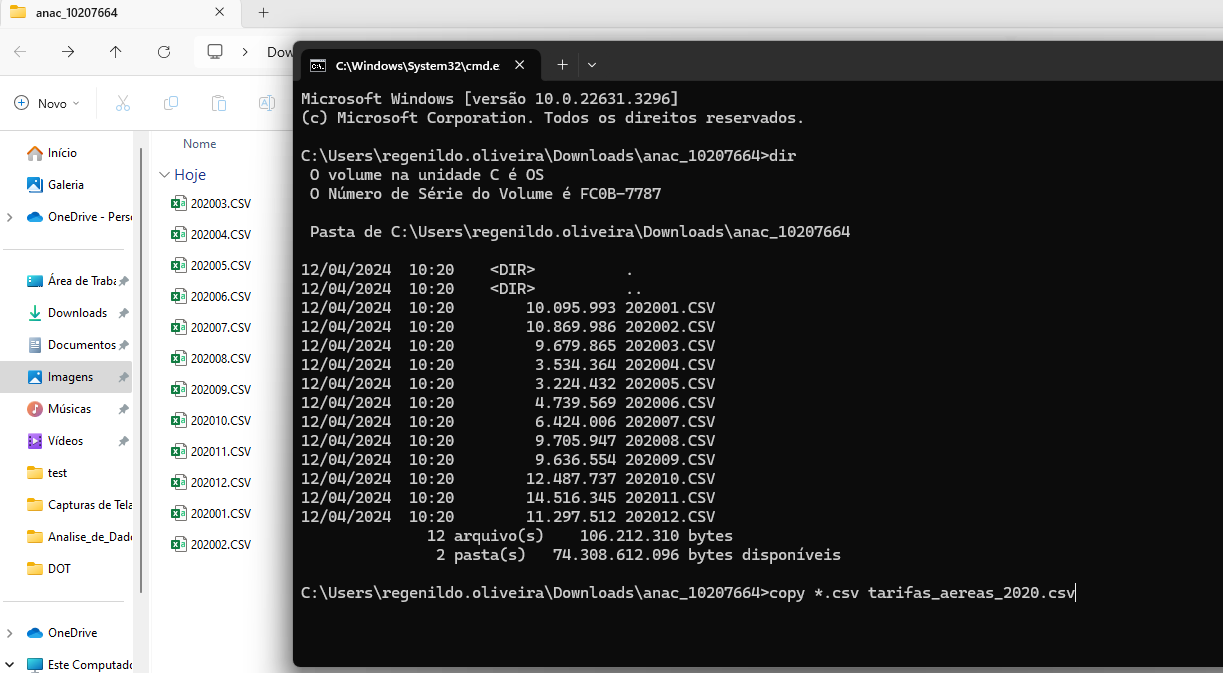 anac_10207664
Dow
Novo
Início
Galeria
OneDrive - Pers
Área de Traba
Downloads
Documentos
Imagens
Músicas
Vídeos
test
Capturas de Tela
Analise_de_Dado
DOT
OneDrive
Este Computado
Nome
Hoje
202003.CSV
202004.CSV
202005.CSV
202006.CSV
202007.CSV
202008.CSV
202009.CSV
202010.CSV
202011.CSV
202012.CSV
202001.CSV
202002.CSV
C:\Windows\System32\cmd.e
Microsoft Windows [versão 10.0.22631.3296]
(c) Microsoft Corporation. Todos os direitos reservados.
C:\Users\regenildo.oliveira\Downloads\anac_10207664>dir
O volume na unidade C é OS
O Número de Série do Volume é FC0B-7787
Pasta de C:\Users\regenildo.oliveira\Downloads\anac_10207664
12/04/2024  10:20    <DIR>          .
12/04/2024  10:20    <DIR>          ..
12/04/2024  10:20        10.095.993 202001.CSV
12/04/2024  10:20        10.869.986 202002.CSV
12/04/2024  10:20         9.679.865 202003.CSV
12/04/2024  10:20         3.534.364 202004.CSV
12/04/2024  10:20         3.224.432 202005.CSV
12/04/2024  10:20         4.739.569 202006.CSV
12/04/2024  10:20         6.424.006 202007.CSV
12/04/2024  10:20         9.705.947 202008.CSV
12/04/2024  10:20         9.636.554 202009.CSV
12/04/2024  10:20        12.487.737 202010.CSV
12/04/2024  10:20        14.516.345 202011.CSV
12/04/2024  10:20        11.297.512 202012.CSV
12 arquivo(s)    106.212.310 bytes
2 pasta(s)   74.308.612.096 bytes disponíveis
C:\Users\regenildo.oliveira\Downloads\anac_10207664>copy *.csv tarifas_aereas_2020.csv